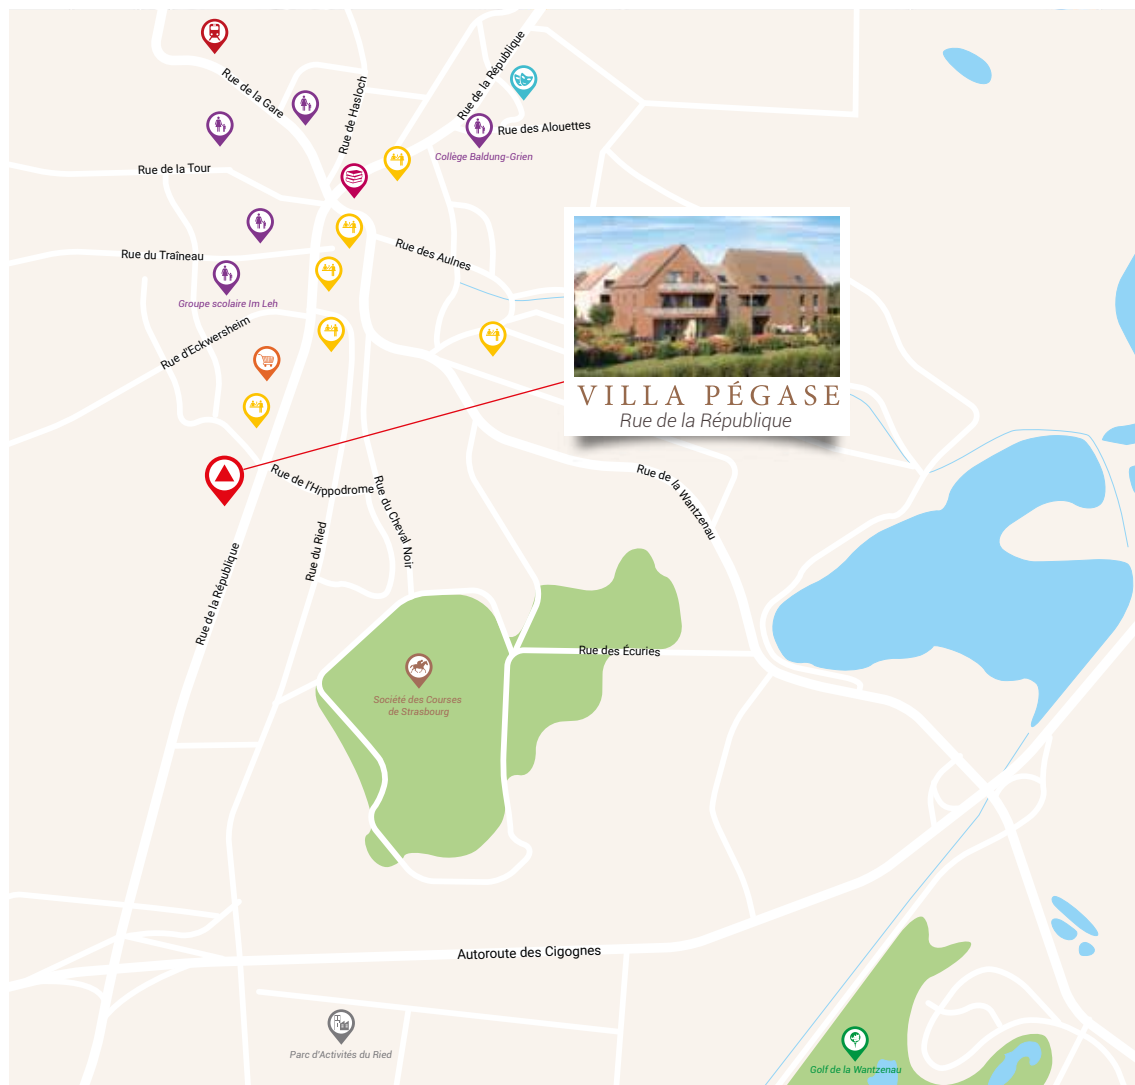 Rue de la Gare
Rue de Hasloch
Rue de la République
Rue des Alouettes
Collège Baldung-Grien
Rue de la Tour
Rue du Traîneau
Rue des Aulnes
Groupe scolaire Im Leh
Rue d'Eckwersheim
VILLA PÉGASE
Rue de la République
Rue de l'Hippodrome
Rue du Cheval Noir
Rue de la Wantzenau
Rue du Ried
Rue de la République
Rue des Écuries
Société des Courses
de Strasbourg
Autoroute des Cigognes
Parc d'Activités du Ried
Golf de la Wantzenau